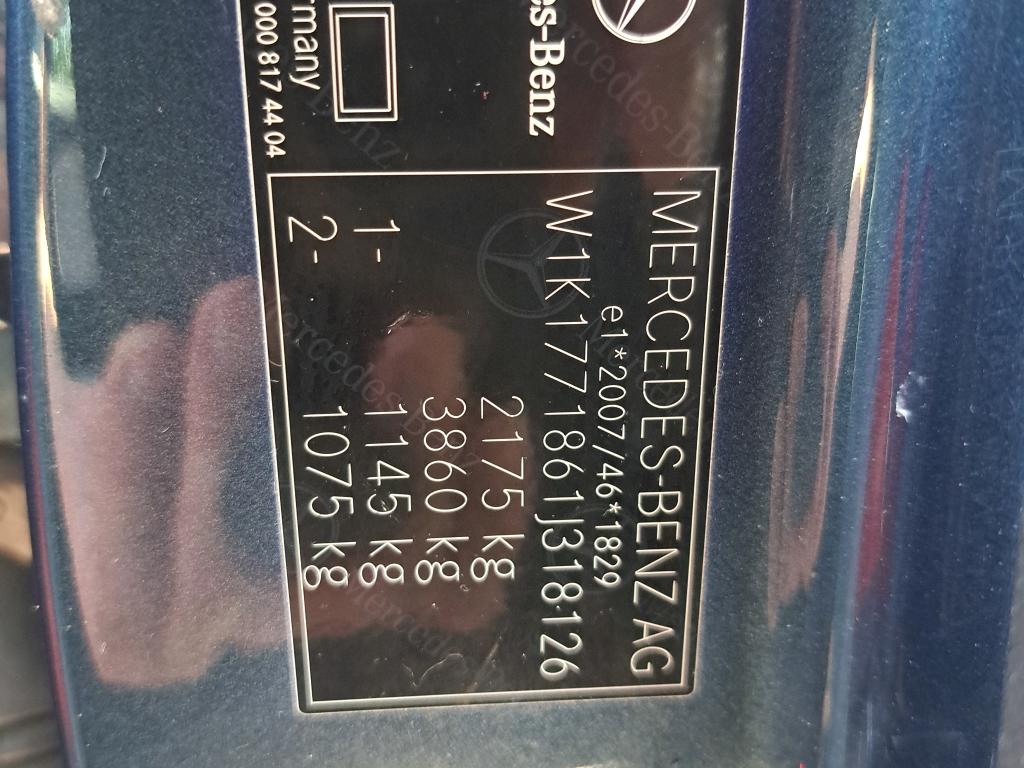 des-Benz
rmany
000 817 44 04
MERCEDES-BENZ AG
e1*2007/46*1829
W1K1771861J318126
2175 kg
3860 kg
1- 1145 kg
2- 1075 kg